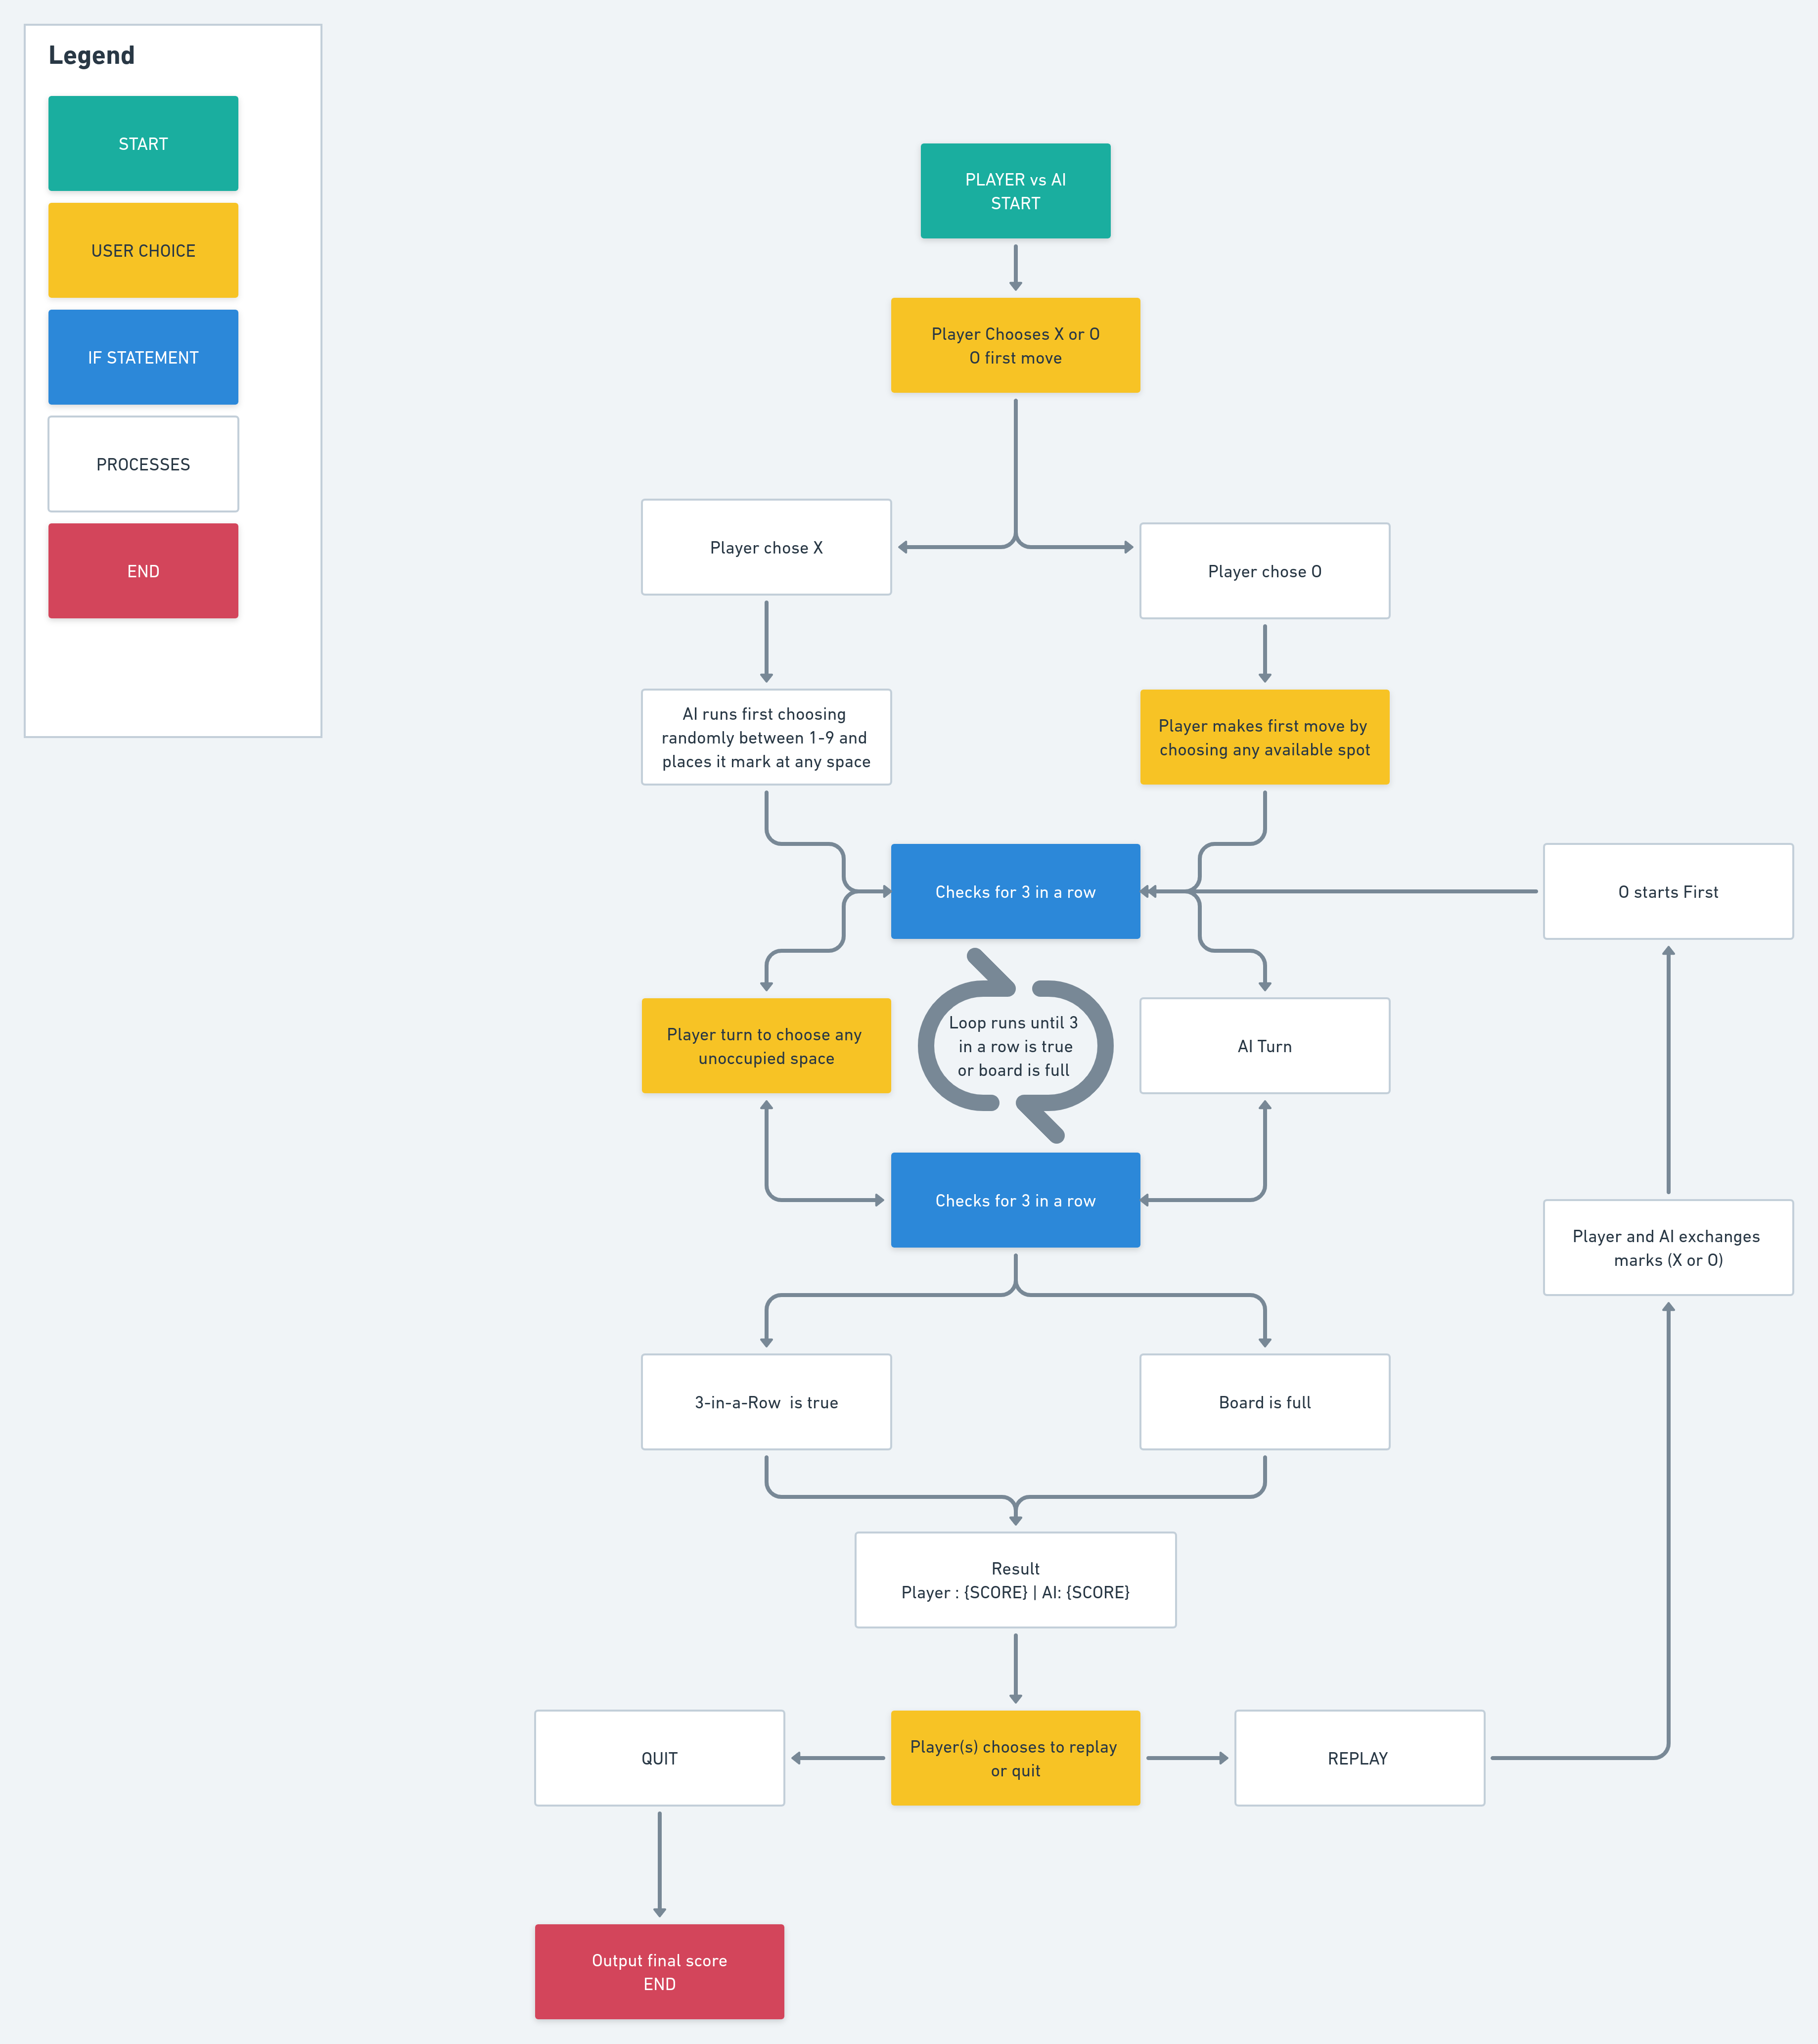 Legend
START
USER CHOICE
IF STATEMENT
PROCESSES
END
PLAYER vs AI
START
Player Chooses X or O
O first move
Player chose X
Player chose O
AI runs first choosing
randomly between 1-9 and
places it mark at any space
Player makes first move by
choosing any available spot
Checks for 3 in a row
O starts First
Player turn to choose any
unoccupied space
Loop runs until 3
in a row is true
or board is full
AI Turn
Checks for 3 in a row
Player and AI exchanges
marks (X or O)
3-in-a-Row is true
Board is full
Result
Player : {SCORE} | AI: {SCORE}
QUIT
Player(s) chooses to replay
or quit
REPLAY
Output final score
END